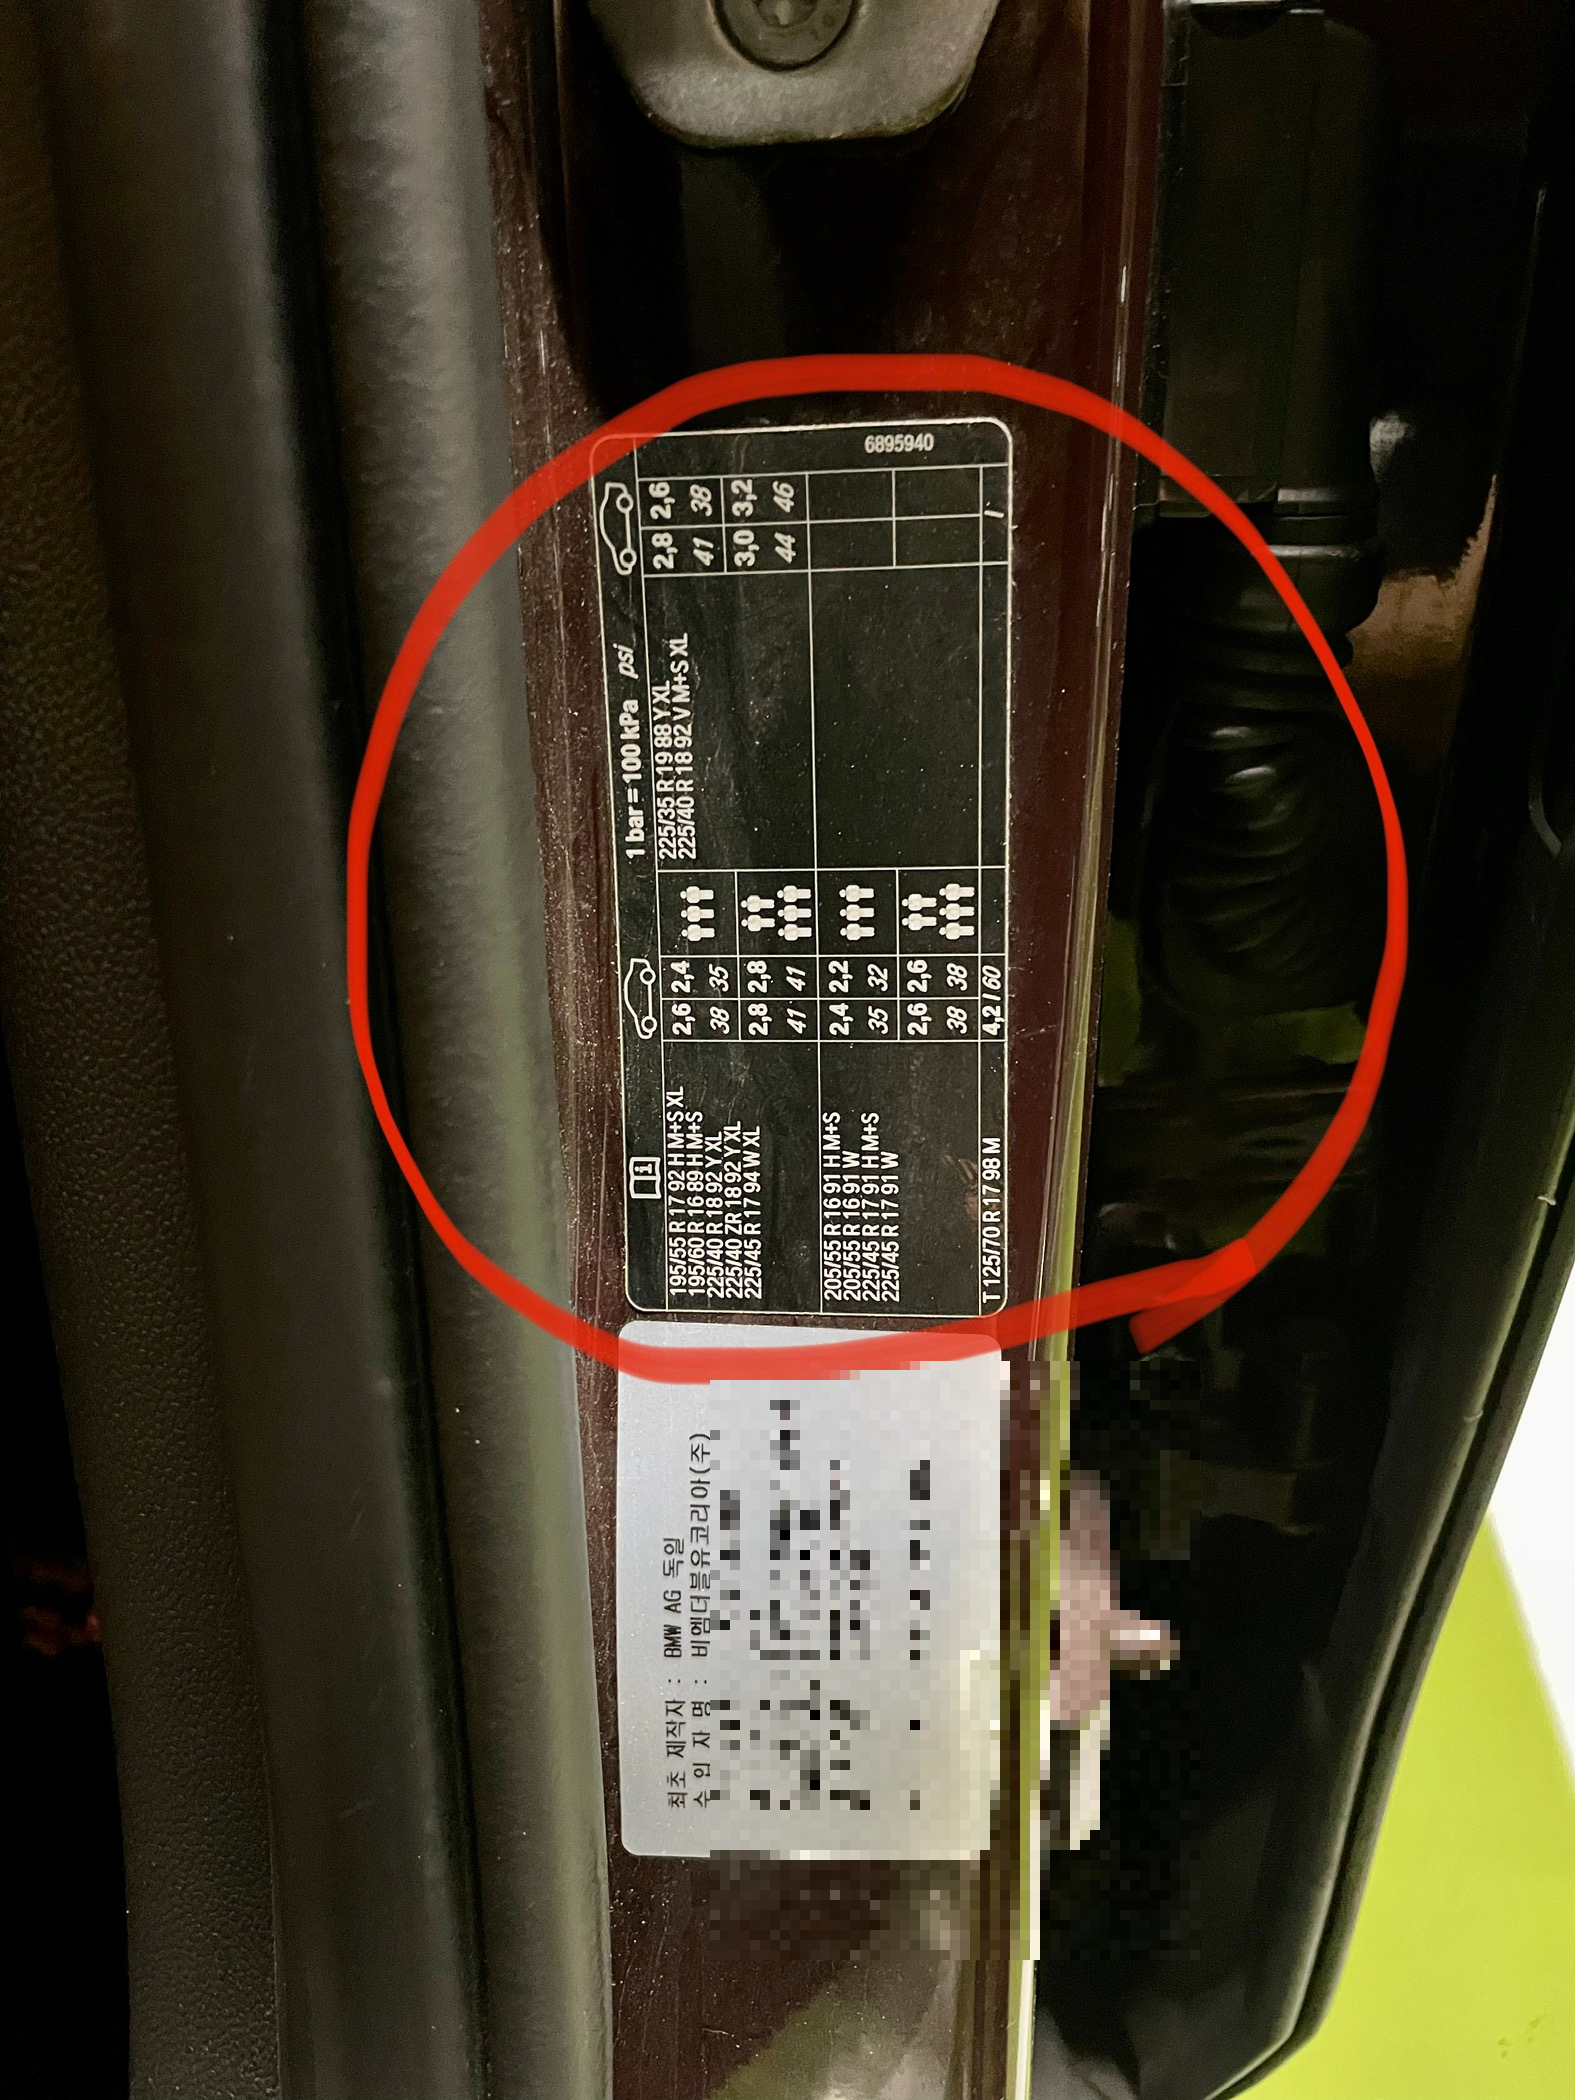 1 bar = 100 kPa psi
195/55 R 17 92 H M+S XL
195/60 R 16 89 H M+S
225/40 R 18 92 Y XL
225/40 ZR 18 92 Y XL
225/45 R 17 94 W XL
2,6 2,4
38 35
2,8 2,8
41 41
225/35 R 19 88 Y XL
225/40 R 18 92 V M+S XL
2,8 2,6
41 38
3,0 3,2
44 46
205/55 R 16 91 H M+S
205/55 R 16 91 W
225/45 R 17 91 H M+S
225/45 R 17 91 W
2,4 2,2
35 32
2,6 2,6
38 38
T 125/70 R 17 98 M
4,2 / 60
/
6895940
최초 제작자 : BMW AG 독일
수 입 자 명 : 비엠더블유코리아(주)